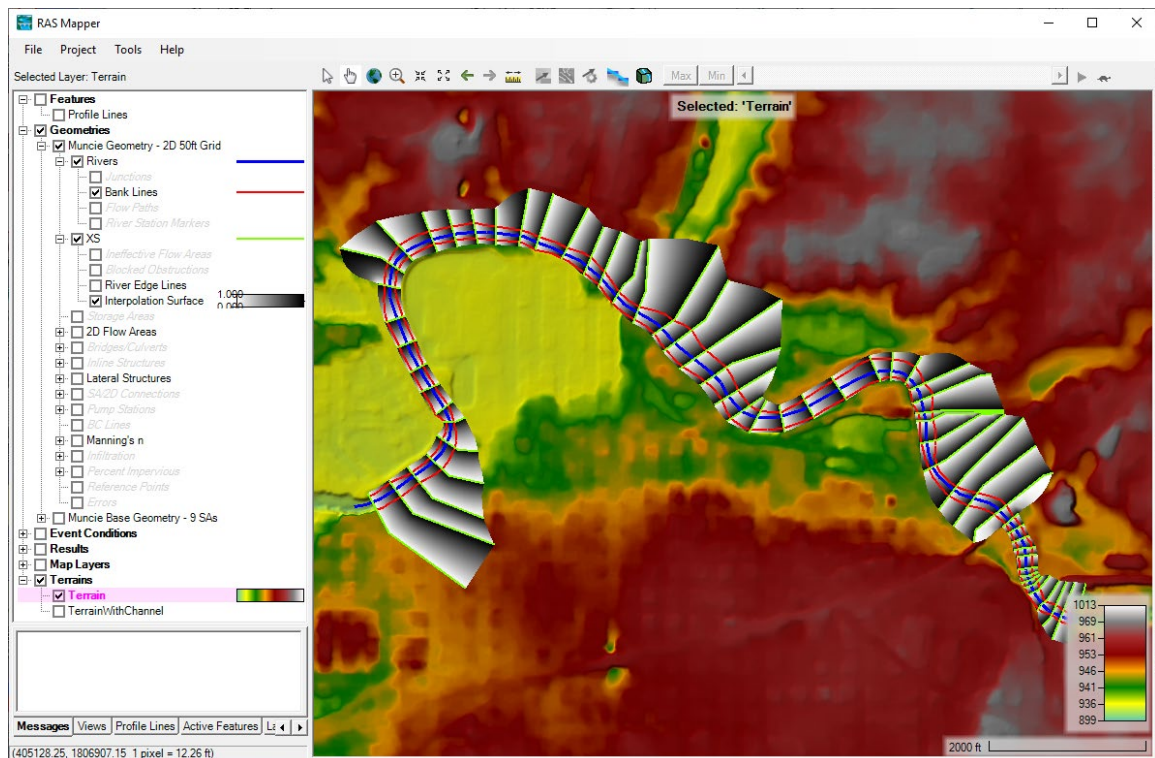 RAS Mapper
File Project Tools Help
Selected Layer: Terrain
Max Min
Features
Profile Lines
Geometries
Muncie Geometry - 2D 50ft Grid
Rivers
Junctions
Bank Lines
Flow Paths
River Station Markers
XS
Ineffective Flow Areas
Blocked Obstructions
River Edge Lines
Interpolation Surface
1.000
0.000
Storage Areas
2D Flow Areas
Bridges/Culverts
Inline Structures
Lateral Structures
SA/2D Connections
Pump Stations
BC Lines
Manning's n
Infiltration
Percent Impervious
Reference Points
Errors
Muncie Base Geometry - 9 SAs
Event Conditions
Results
Map Layers
Terrains
Terrain
TerrainWithChannel
Messages Views Profile Lines Active Features La
(405128.25, 1806907.15 1 pixel = 12.26 ft)
Selected: 'Terrain'
1013
969
961
953
946
941
936
899
2000 ft